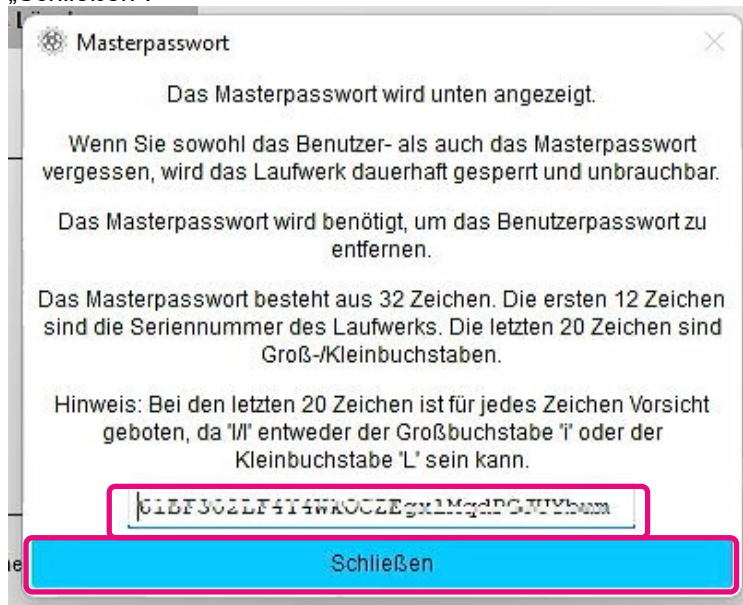 „Schließen“.
Masterpasswort
Das Masterpasswort wird unten angezeigt.
Wenn Sie sowohl das Benutzer- als auch das Masterpasswort
vergessen, wird das Laufwerk dauerhaft gesperrt und unbrauchbar.
Das Masterpasswort wird benötigt, um das Benutzerpasswort zu
entfernen.
Das Masterpasswort besteht aus 32 Zeichen. Die ersten 12 Zeichen
sind die Seriennummer des Laufwerks. Die letzten 20 Zeichen sind
Groß-/Kleinbuchstaben.
Hinweis: Bei den letzten 20 Zeichen ist für jedes Zeichen Vorsicht
geboten, da 'I/l' entweder der Großbuchstabe 'i' oder der
Kleinbuchstabe 'L' sein kann.
Schließen